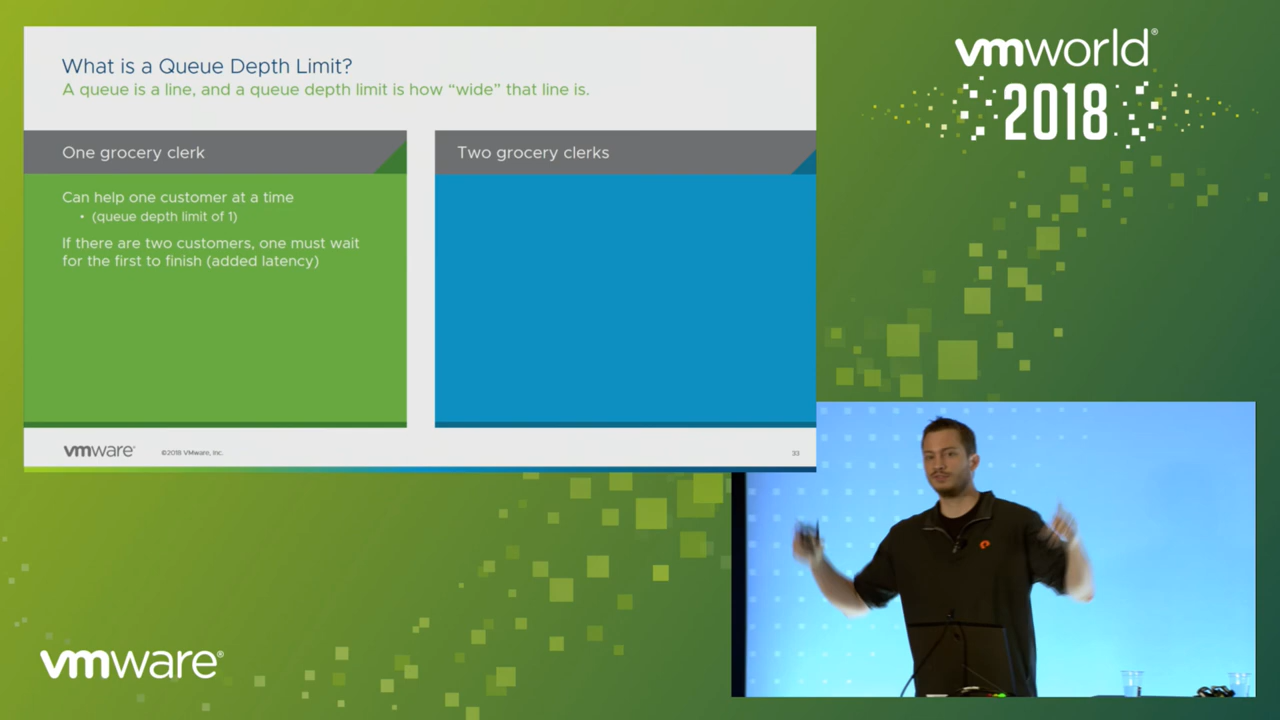 What is a Queue Depth Limit?
A queue is a line, and a queue depth limit is how “wide” that line is.
One grocery clerk
Can help one customer at a time
• (queue depth limit of 1)
If there are two customers, one must wait
for the first to finish (added latency)
Two grocery clerks
vmware®
©2018 VMware, Inc.
33
vmworld®
2018
vmware®